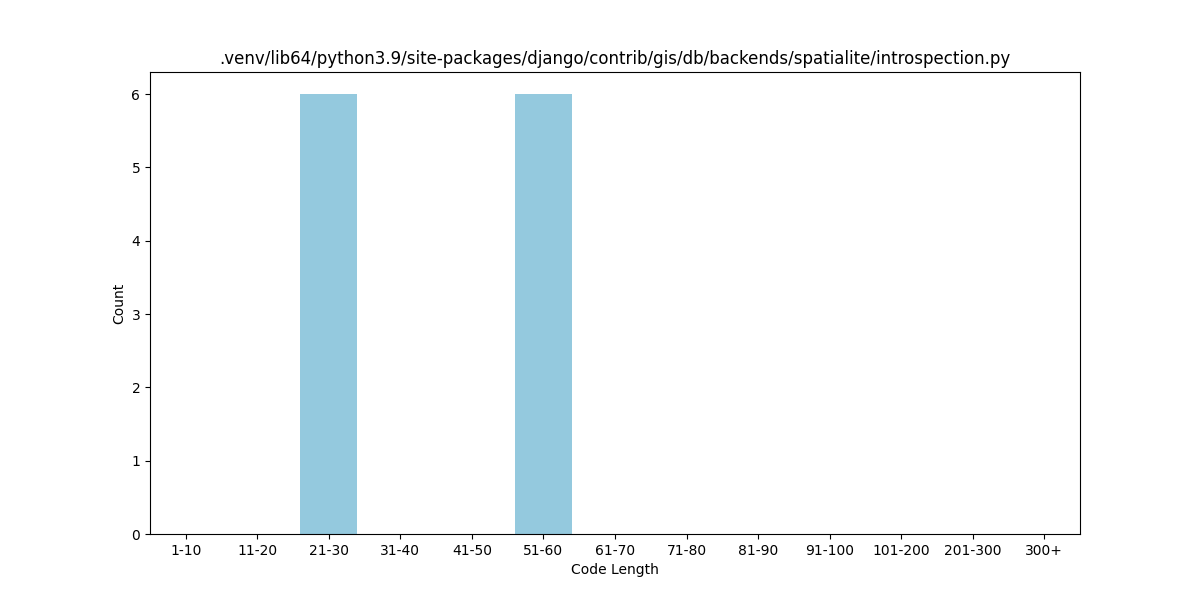 .venv/lib64/python3.9/site-packages/django/contrib/gis/db/backends/spatialite/introspection.py
6
5
4
3
2
1
0
Count
1-10 11-20 21-30 31-40 41-50 51-60 61-70 71-80 81-90 91-100 101-200 201-300 300+
Code Length